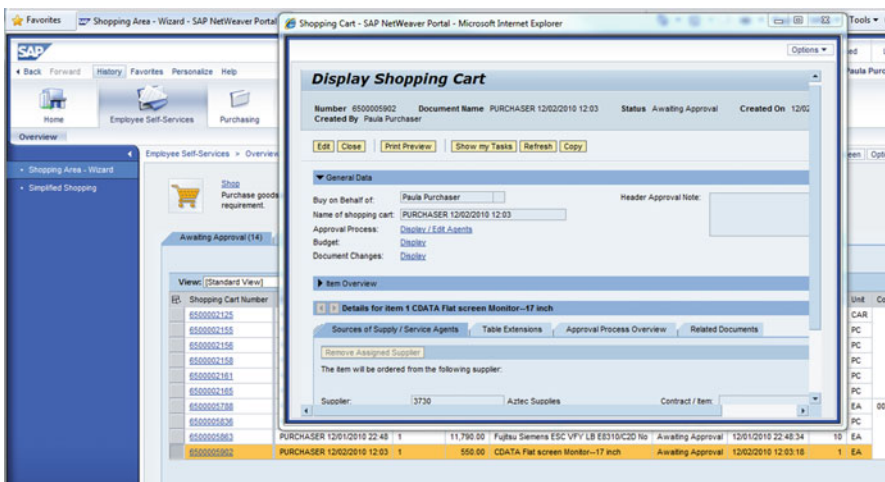 Favorites
Shopping Area - Wizard - SAP NetWeaver Portal
Shopping Cart - SAP NetWeaver Portal - Microsoft Internet Explorer
Tools
SAP
Options
Back Forward History Favorites Personalize Help
Home
Employee Self-Services
Purchasing
Overview
Employee Self-Services > Overview
Shopping Area - Wizard
Simplified Shopping
Shop
Purchase goods
requirement.
Awaiting Approval (14)
View: [Standard View]
Shopping Cart Number
6500002125
6500002155
6500002156
6500002158
6500002161
6500002165
6500005788
6500005836
6500005863 PURCHASER 12/01/2010 22:48 1 11,790.00 Fujitsu Siemens ESC VFY LB E8310/C2D No Awaiting Approval 12/01/2010 22:48:34 10 EA
6500005902 PURCHASER 12/02/2010 12:03 1 550.00 CDATA Flat screen Monitor--17 inch Awaiting Approval 12/02/2010 12:03:18 1 EA
Display Shopping Cart
Number 6500005902 Document Name PURCHASER 12/02/2010 12:03 Status Awaiting Approval Created On 12/02
Created By Paula Purchaser
Edit Close Print Preview Show my Tasks Refresh Copy
General Data
Buy on Behalf of: Paula Purchaser Header Approval Note:
Name of shopping cart: PURCHASER 12/02/2010 12:03
Approval Process: Display / Edit Agents
Budget: Display
Document Changes: Display
Item Overview
Details for item 1 CDATA Flat screen Monitor--17 inch
Sources of Supply / Service Agents Table Extensions Approval Process Overview Related Documents
Remove Assigned Supplier
The item will be ordered from the following supplier:
Supplier: 3730 Aztec Supplies Contract / Item:
Unit
CAR
PC
PC
PC
PC
PC
EA
PC